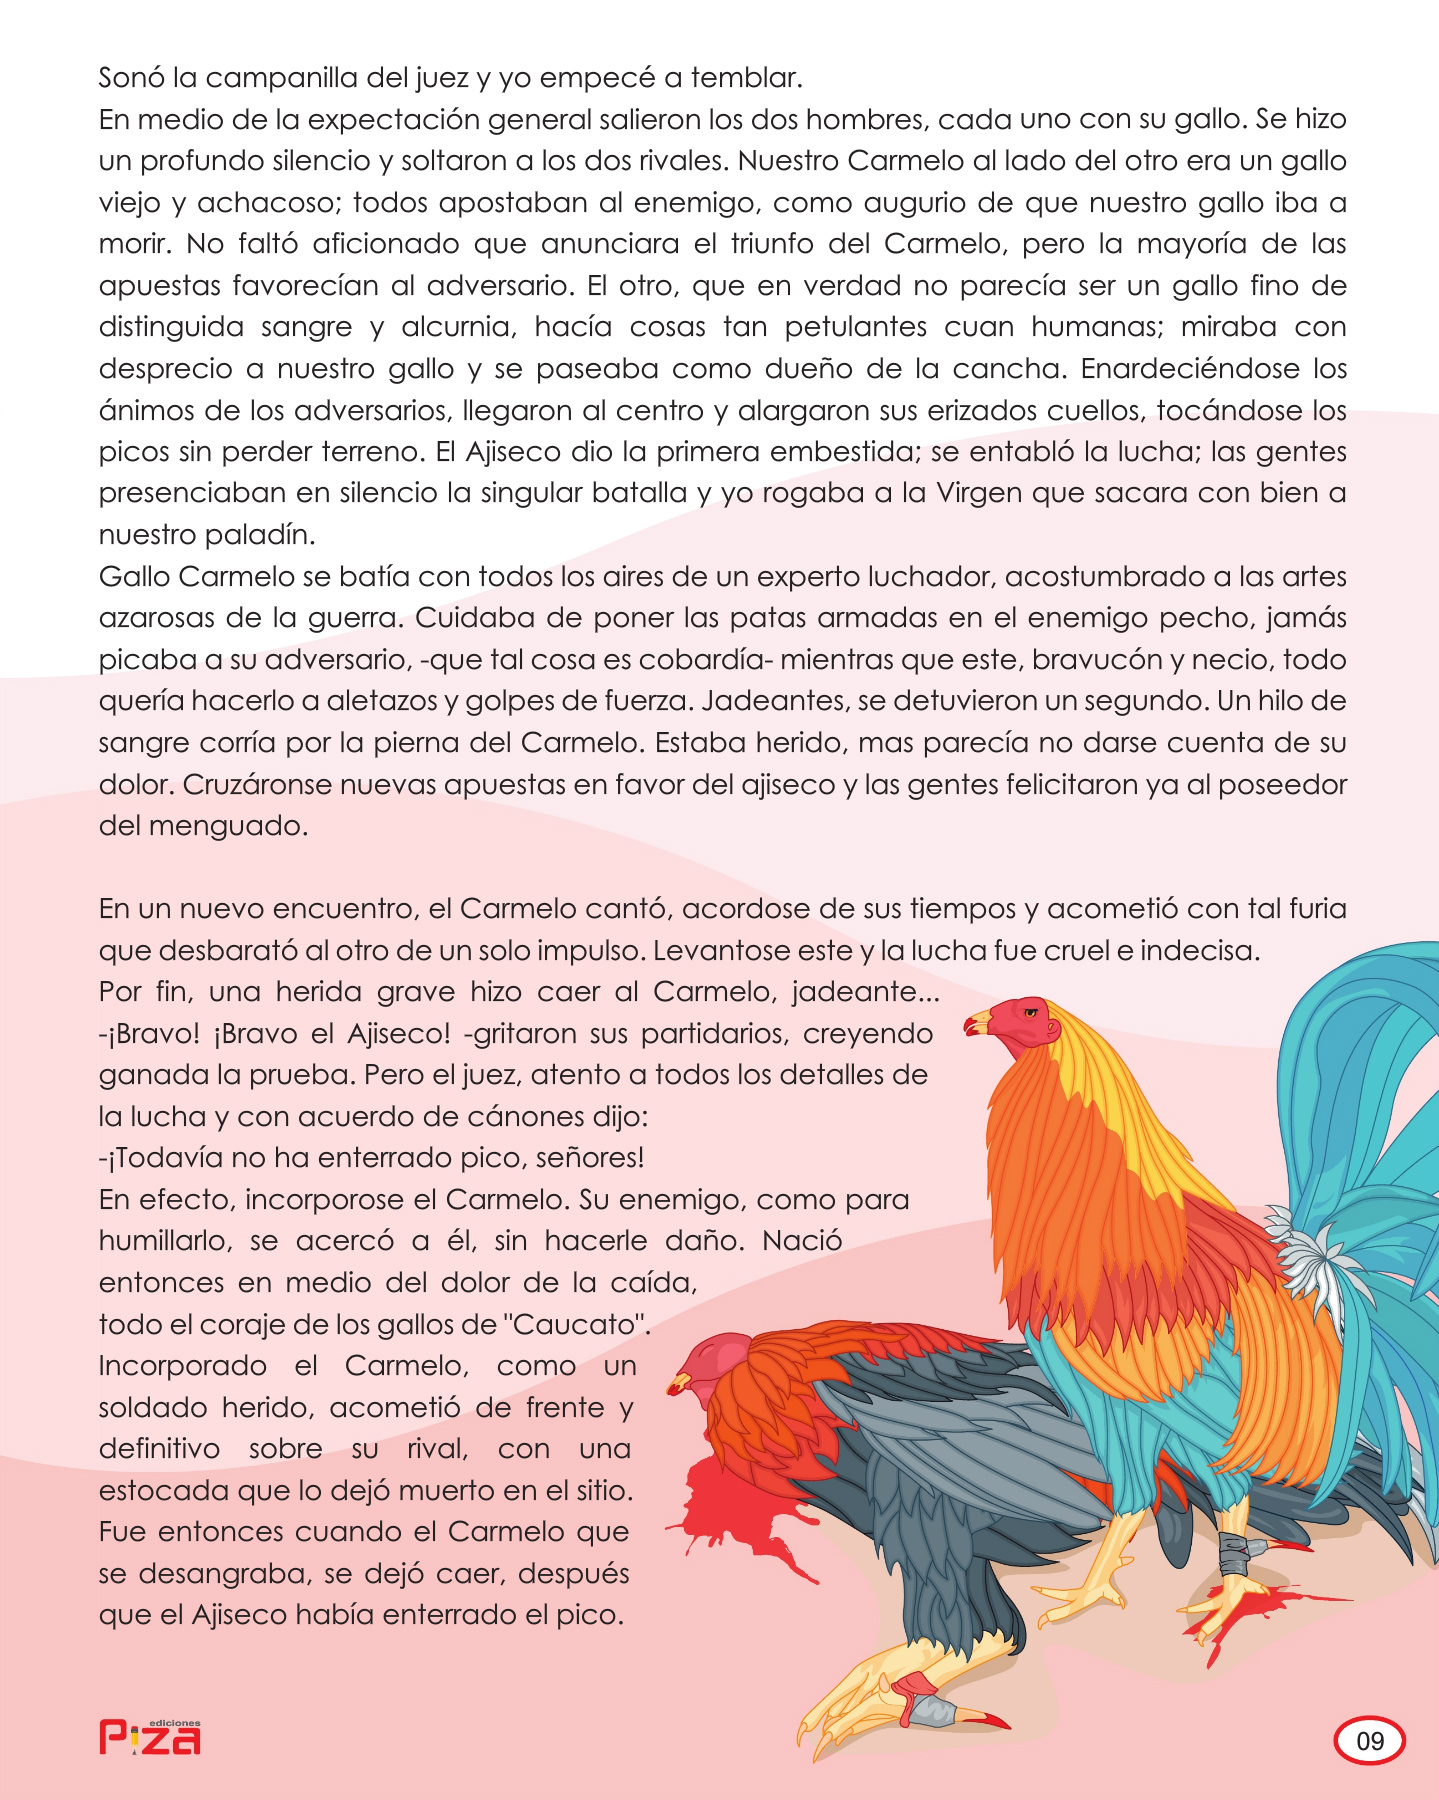 Sonó la campanilla del juez y yo empecé a temblar.
En medio de la expectación general salieron los dos hombres, cada uno con su gallo. Se hizo
un profundo silencio y soltaron a los dos rivales. Nuestro Carmelo al lado del otro era un gallo
viejo y achacoso; todos apostaban al enemigo, como augurio de que nuestro gallo iba a
morir. No faltó aficionado que anunciara el triunfo del Carmelo, pero la mayoría de las
apuestas favorecían al adversario. El otro, que en verdad no parecía ser un gallo fino de
distinguida sangre y alcurnia, hacía cosas tan petulantes cuan humanas; miraba con
desprecio a nuestro gallo y se paseaba como dueño de la cancha. Enardeciéndose los
ánimos de los adversarios, llegaron al centro y alargaron sus erizados cuellos, tocándose los
picos sin perder terreno. El Ajiseco dio la primera embestida; se entabló la lucha; las gentes
presenciaban en silencio la singular batalla y yo rogaba a la Virgen que sacara con bien a
nuestro paladín.
Gallo Carmelo se batía con todos los aires de un experto luchador, acostumbrado a las artes
azarosas de la guerra. Cuidaba de poner las patas armadas en el enemigo pecho, jamás
picaba a su adversario, -que tal cosa es cobardía- mientras que este, bravucón y necio, todo
quería hacerlo a aletazos y golpes de fuerza. Jadeantes, se detuvieron un segundo. Un hilo de
sangre corría por la pierna del Carmelo. Estaba herido, mas parecía no darse cuenta de su
dolor. Cruzáronse nuevas apuestas en favor del ajiseco y las gentes felicitaron ya al poseedor
del menguado.
En un nuevo encuentro, el Carmelo cantó, acordose de sus tiempos y acometió con tal furia
que desbarató al otro de un solo impulso. Levantose este y la lucha fue cruel e indecisa.
Por fin, una herida grave hizo caer al Carmelo, jadeante...
-¡Bravo! ¡Bravo el Ajiseco! -gritaron sus partidarios, creyendo
ganada la prueba. Pero el juez, atento a todos los detalles de
la lucha y con acuerdo de cánones dijo:
-¡Todavía no ha enterrado pico, señores!
En efecto, incorporose el Carmelo. Su enemigo, como para
humillarlo, se acercó a él, sin hacerle daño. Nació
entonces en medio del dolor de la caída,
todo el coraje de los gallos de "Caucato".
Incorporado el Carmelo, como un
soldado herido, acometió de frente y
definitivo sobre su rival, con una
estocada que lo dejó muerto en el sitio.
Fue entonces cuando el Carmelo que
se desangraba, se dejó caer, después
que el Ajiseco había enterrado el pico.
ediciones
Piza
09